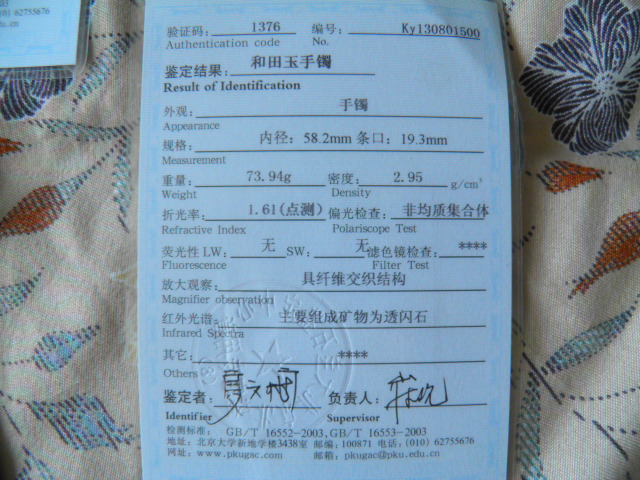 62755676
du.cn
验证码： 1376 编号： Ky130801500
Authentication code No.
鉴定结果： 和田玉手镯
Result of Identification
外观： 手镯
Appearance
规格： 内径：58.2mm 条口：19.3mm
Measurement
重量： 73.94g 密度： 2.95 g/cm³
Weight Density
折光率： 1.61(点测) 偏光检查： 非均质集合体
Refractive Index Polariscope Test
荧光性 LW： 无 SW： 无 滤色镜检查： ****
Fluorescence Filter Test
放大观察： 具纤维交织结构
Magnifier observation
红外光谱： 主要组成矿物为透闪石
Infrared Spectra
其它： ****
Others
鉴定者： 负责人：
Identifier Supervisor
检测标准： GB/T 16552-2003,GB/T 16553-2003
地址：北京大学新地学楼3438室 邮编：100871 电话：(010) 62755676
网址：www.pkugac.com 邮箱：pkugac@pku.edu.cn